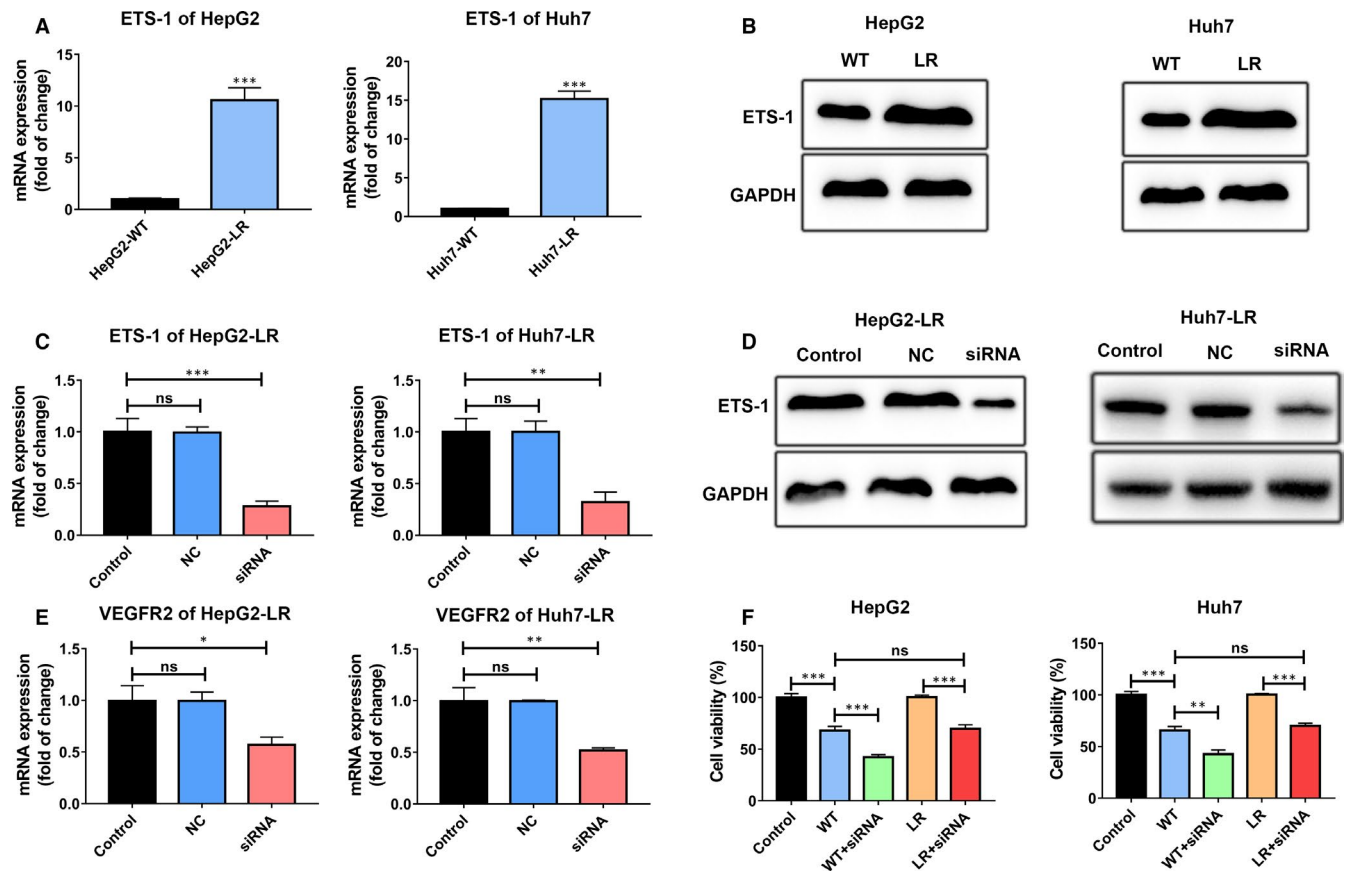 A
ETS-1 of HepG2
mRNA expression
(fold of change)
15
10
5
0
***
HepG2-WT
HepG2-LR
ETS-1 of Huh7
mRNA expression
(fold of change)
20
15
10
5
0
***
Huh7-WT
Huh7-LR
B
HepG2
WT LR
ETS-1
GAPDH
Huh7
WT LR
C
ETS-1 of HepG2-LR
mRNA expression
(fold of change)
1.5
1.0
0.5
0.0
***
ns
Control
NC
siRNA
ETS-1 of Huh7-LR
mRNA expression
(fold of change)
1.5
1.0
0.5
0.0
**
ns
Control
NC
siRNA
D
HepG2-LR
Control NC siRNA
ETS-1
GAPDH
Huh7-LR
Control NC siRNA
E
VEGFR2 of HepG2-LR
mRNA expression
(fold of change)
1.5
1.0
0.5
0.0
*
ns
Control
NC
siRNA
VEGFR2 of Huh7-LR
mRNA expression
(fold of change)
1.5
1.0
0.5
0.0
**
ns
Control
NC
siRNA
F
HepG2
Cell viability (%)
150
100
50
0
ns
***
***
***
Control
WT
WT+siRNA
LR
LR+siRNA
Huh7
Cell viability (%)
150
100
50
0
ns
***
**
***
Control
WT
WT+siRNA
LR
LR+siRNA